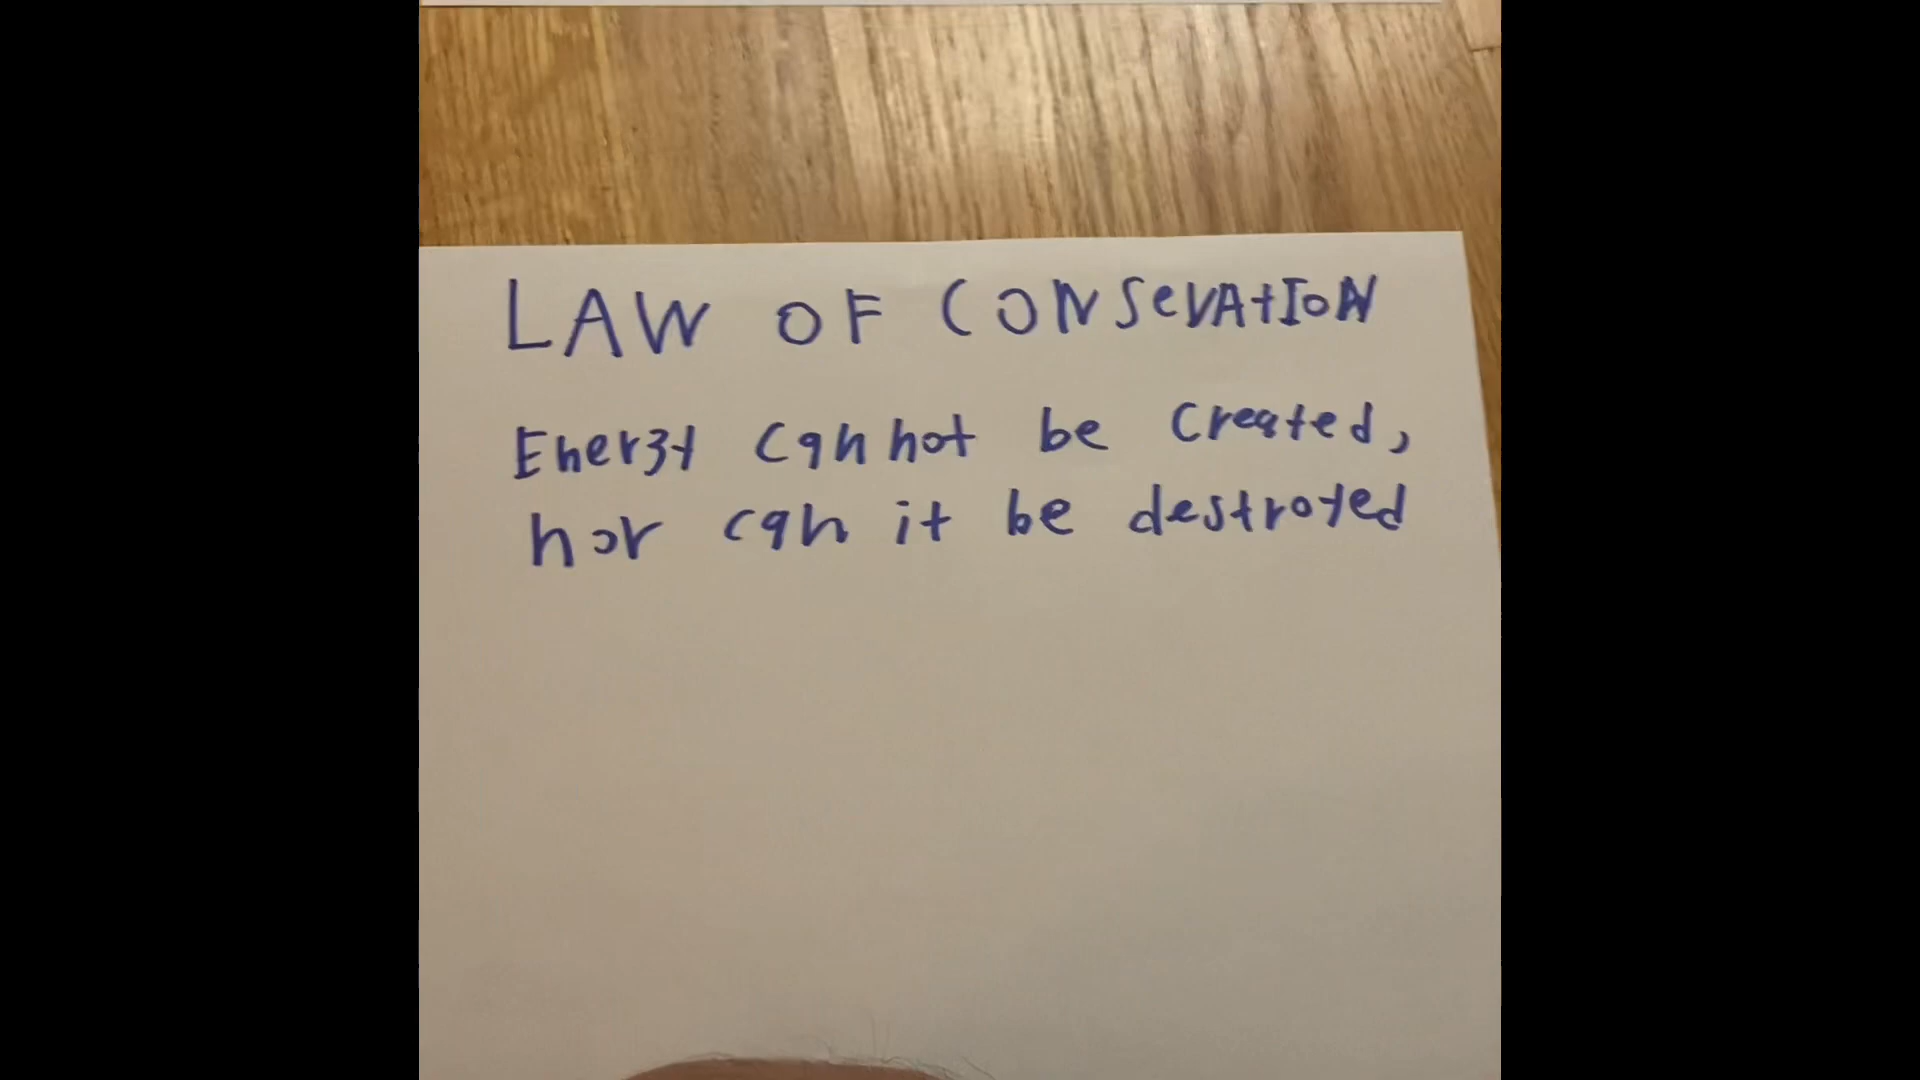 LAW OF CONSeVAtIoN
Energy cannot be created,
nor can it be destroyed